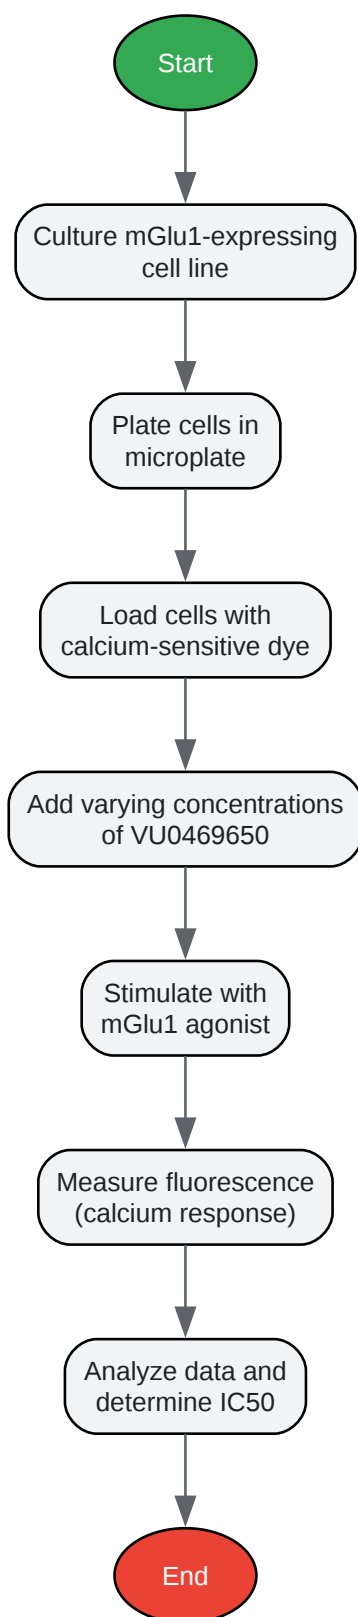 Start
Culture mGlu1-expressing
cell line
Plate cells in
microplate
Load cells with
calcium-sensitive dye
Add varying concentrations
of VU0469650
Stimulate with
mGlu1 agonist
Measure fluorescence
(calcium response)
Analyze data and
determine IC50
End